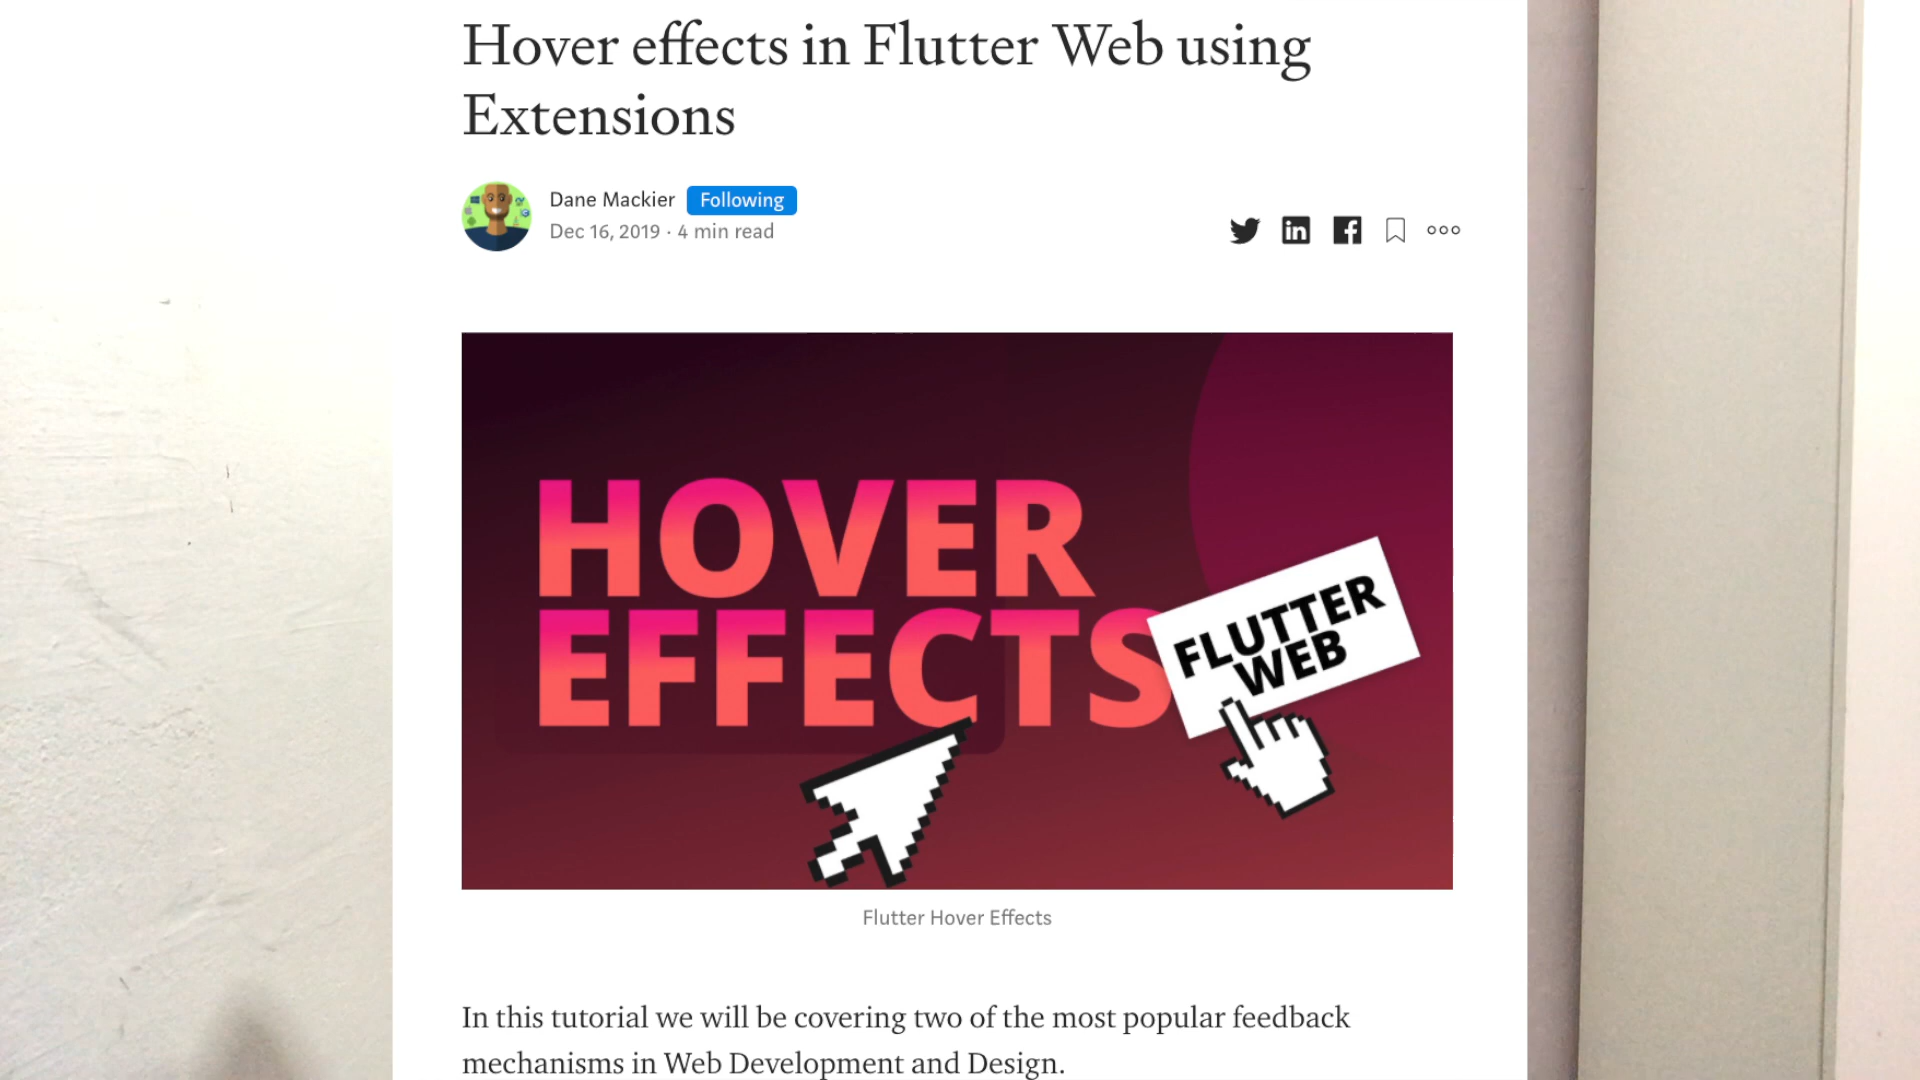 Hover effects in Flutter Web using
Extensions
Dane Mackier Following
Dec 16, 2019 · 4 min read
HOVER
EFFECTS
FLUTTER
WEB
Flutter Hover Effects
In this tutorial we will be covering two of the most popular feedback
mechanisms in Web Development and Design.